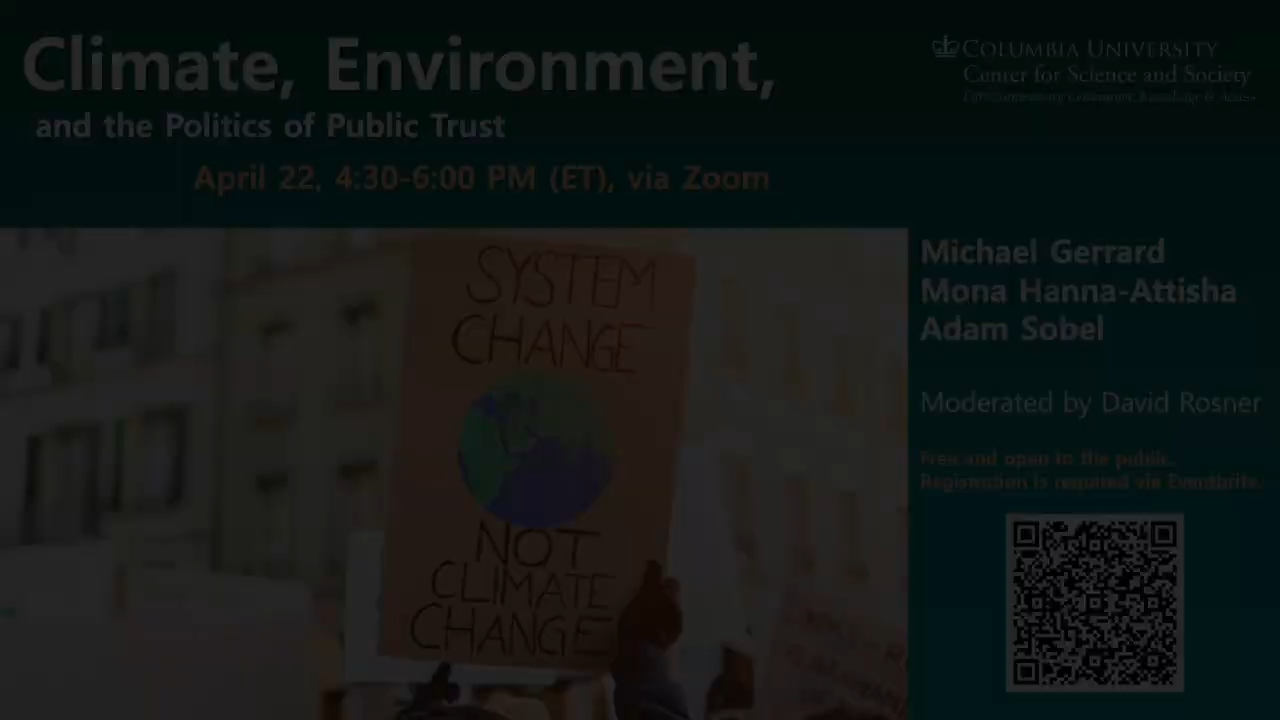 Climate, Environment,
and the Politics of Public Trust
April 22, 4:30-6:00 PM (ET), via Zoom
COLUMBIA UNIVERSITY
Center for Science and Society
SYSTEM
CHANGE
NOT
CLIMATE
CHANGE
Michael Gerrard
Mona Hanna-Attisha
Adam Sobel
Moderated by David Rosner
Free and open to the public.
Registration is required via Eventbrite.